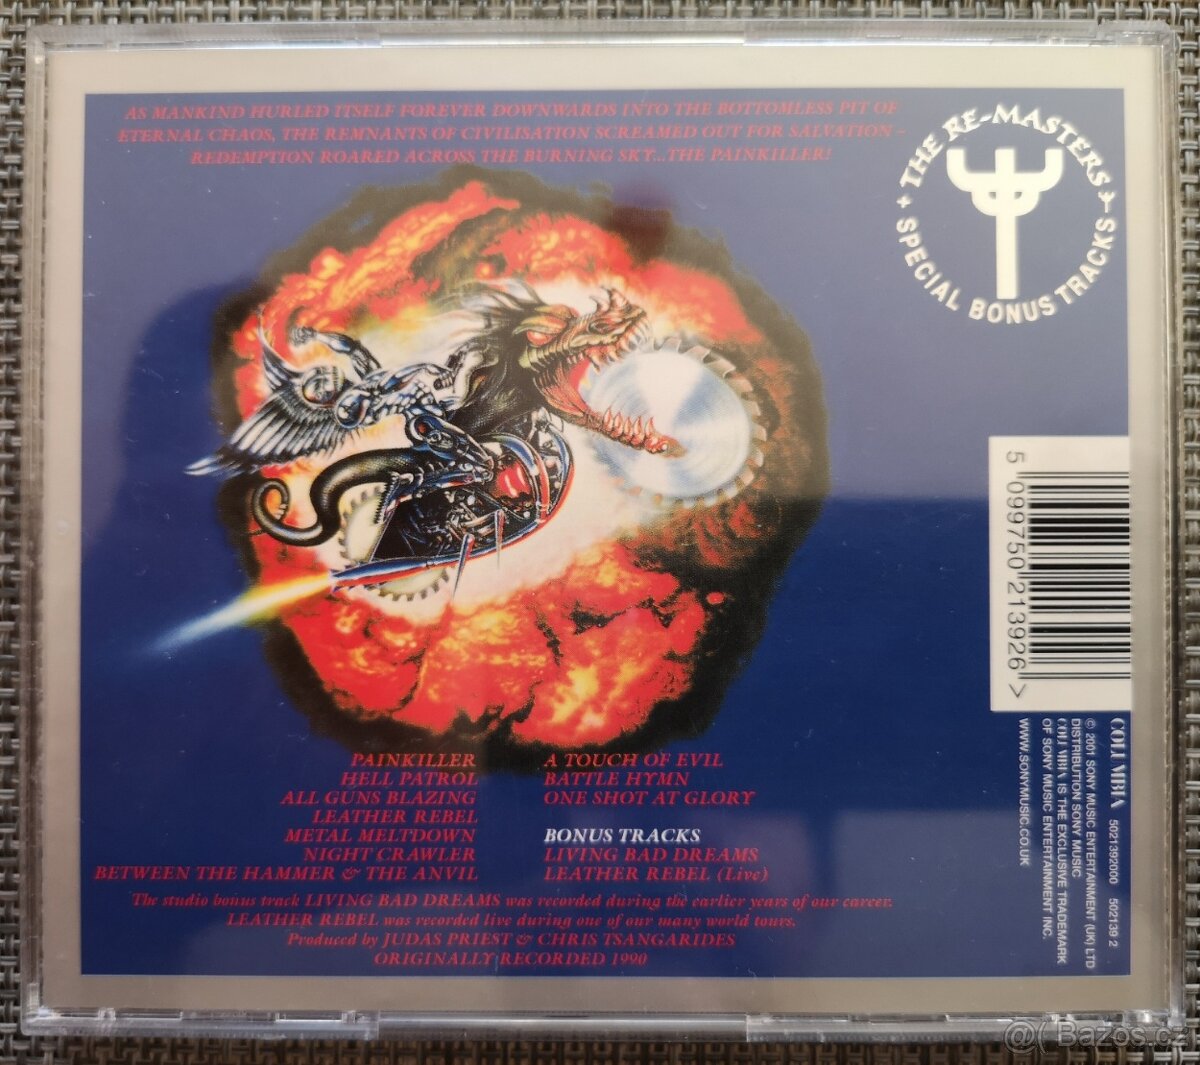 AS MANKIND HURLED ITSELF FOREVER DOWNWARDS INTO THE BOTTOMLESS PIT OF
ETERNAL CHAOS, THE REMNANTS OF CIVILISATION SCREAMED OUT FOR SALVATION –
REDEMPTION ROARED ACROSS THE BURNING SKY...THE PAINKILLER!
THE RE-MASTERS
SPECIAL BONUS TRACKS
5 099750 213926 >
PAINKILLER
HELL PATROL
ALL GUNS BLAZING
LEATHER REBEL
METAL MELTDOWN
NIGHT CRAWLER
BETWEEN THE HAMMER & THE ANVIL
A TOUCH OF EVIL
BATTLE HYMN
ONE SHOT AT GLORY
BONUS TRACKS
LIVING BAD DREAMS
LEATHER REBEL (Live)
The studio bonus track LIVING BAD DREAMS was recorded during the earlier years of our career.
LEATHER REBEL was recorded live during one of our many world tours.
Produced by JUDAS PRIEST & CHRIS TSANGARIDES
ORIGINALLY RECORDED 1990
COLUMBIA 5021392000 502139 2
© 2001 SONY MUSIC ENTERTAINMENT (UK) LTD
DISTRIBUTION SONY MUSIC
COLUMBIA IS THE EXCLUSIVE TRADEMARK
OF SONY MUSIC ENTERTAINMENT INC.
WWW.SONYMUSIC.CO.UK
@( Bazos.cz